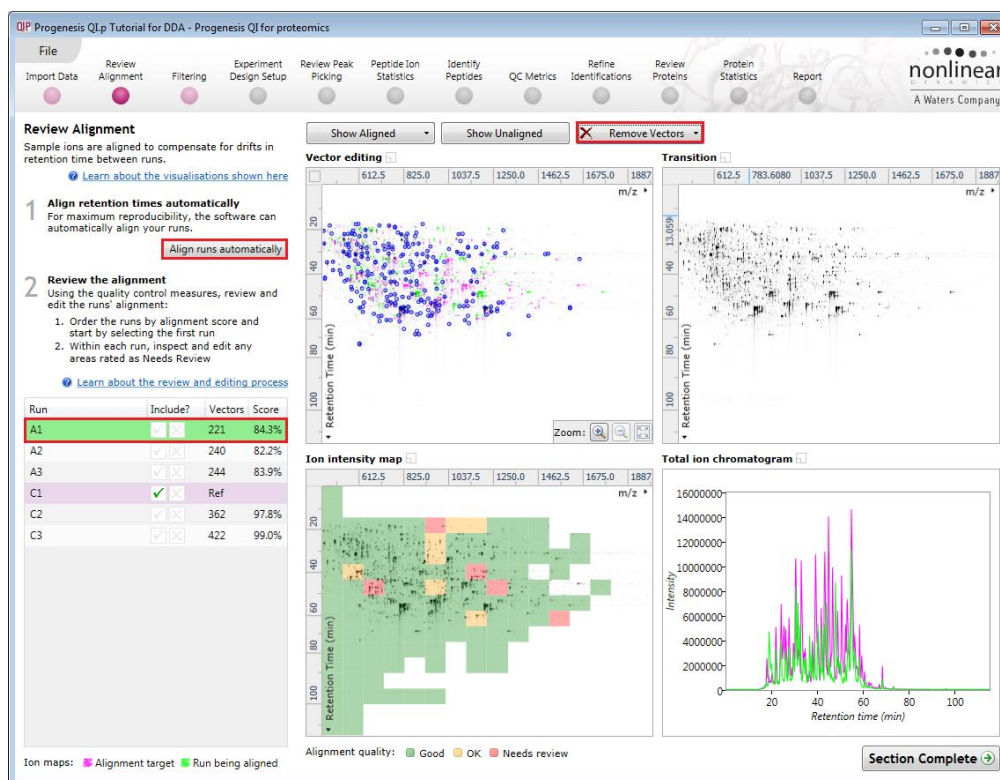 QIP Progenesis QI.p Tutorial for DDA - Progenesis QI for proteomics
File
Import Data
Review Alignment
Filtering
Experiment Design Setup
Review Peak Picking
Peptide Ion Statistics
Identify Peptides
QC Metrics
Refine Identifications
Review Proteins
Protein Statistics
Report
nonlinear
DYNAMICS
A Waters Company
Review Alignment
Sample ions are aligned to compensate for drifts in
retention time between runs.
Learn about the visualisations shown here
1 Align retention times automatically
For maximum reproducibility, the software can
automatically align your runs.
Align runs automatically
2 Review the alignment
Using the quality control measures, review and
edit the runs' alignment:
1. Order the runs by alignment score and
start by selecting the first run
2. Within each run, inspect and edit any
areas rated as Needs Review
Learn about the review and editing process
Run Include? Vectors Score
A1 221 84.3%
A2 240 82.2%
A3 244 83.9%
C1 Ref
C2 362 97.8%
C3 422 99.0%
Ion maps: Alignment target Run being aligned
Show Aligned
Show Unaligned
Remove Vectors
Vector editing
612.5 825.0 1037.5 1250.0 1462.5 1675.0 1887
m/z
20
40
60
80
100
Retention Time (min)
Zoom:
Transition
612.5 783.6080 1037.5 1250.0 1462.5 1675.0 1887
m/z
13.059
40
60
80
100
Retention Time (min)
Ion intensity map
612.5 825.0 1037.5 1250.0 1462.5 1675.0 1887
m/z
20
40
60
80
100
Retention Time (min)
Alignment quality: Good OK Needs review
Total ion chromatogram
16000000
14000000
12000000
10000000
8000000
6000000
4000000
2000000
0
Intensity
20 40 60 80 100
Retention time (min)
Section Complete